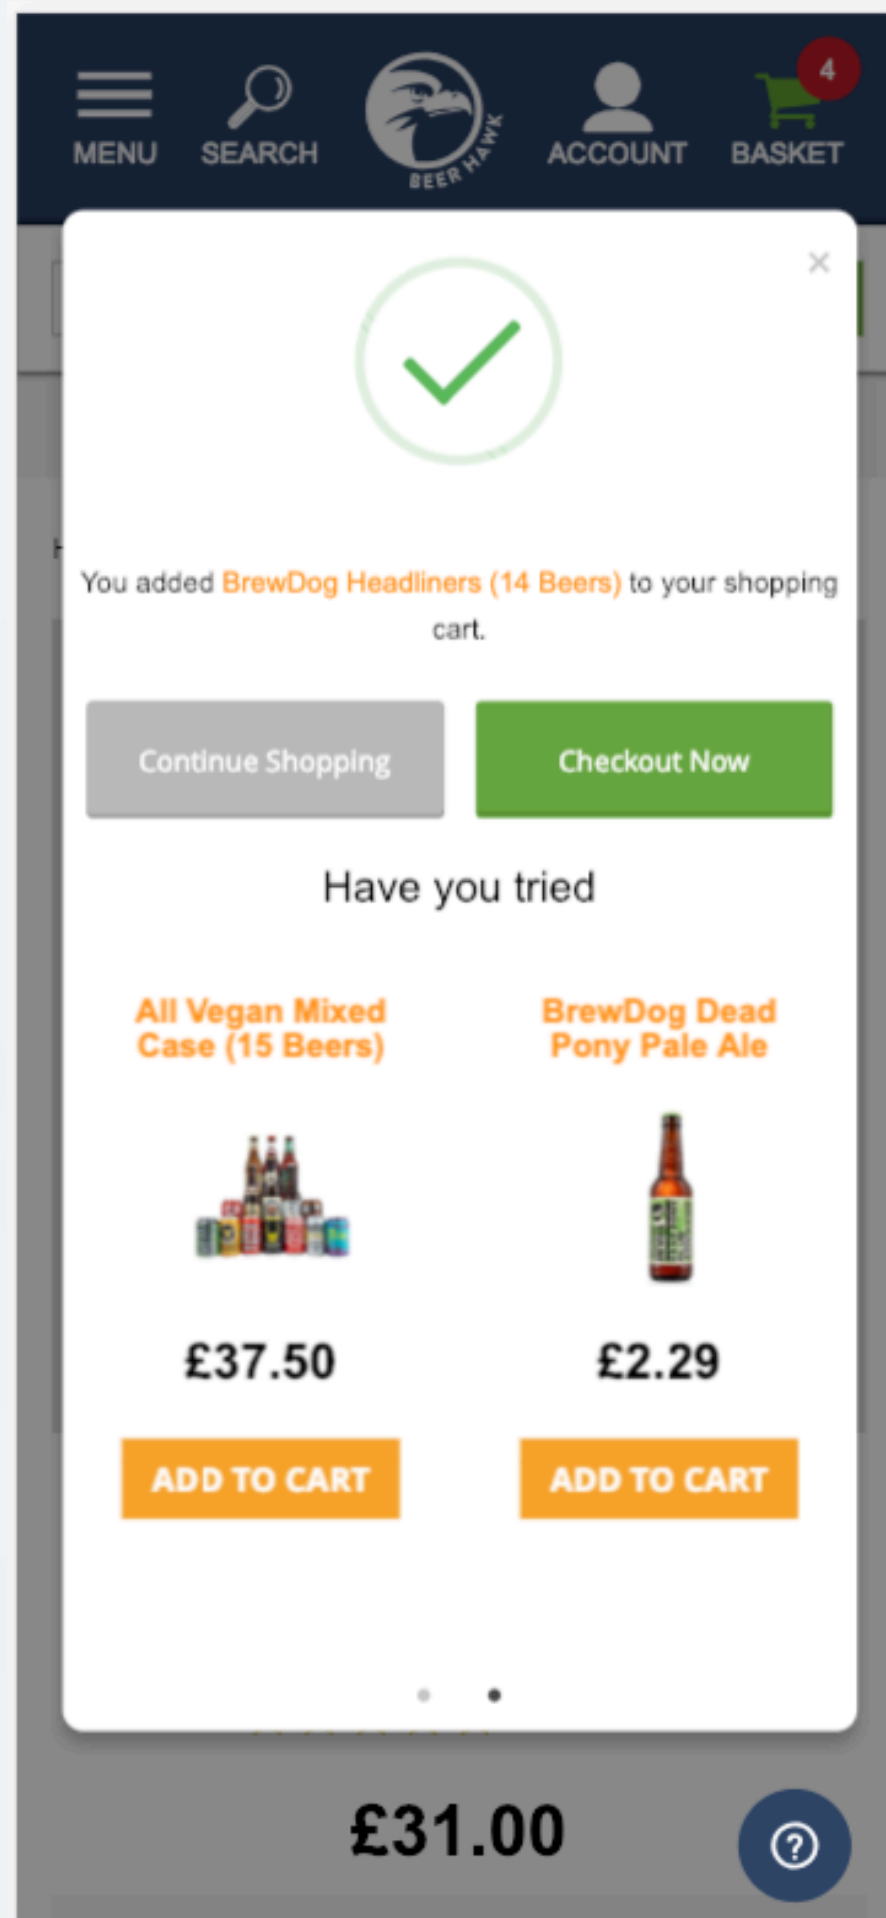 MENU
SEARCH
BEER HAWK
ACCOUNT
4
BASKET
×
H
You added BrewDog Headliners (14 Beers) to your shopping
cart.
Continue Shopping
Checkout Now
Have you tried
All Vegan Mixed
Case (15 Beers)
BrewDog Dead
Pony Pale Ale
£37.50
£2.29
ADD TO CART
ADD TO CART
£31.00
?